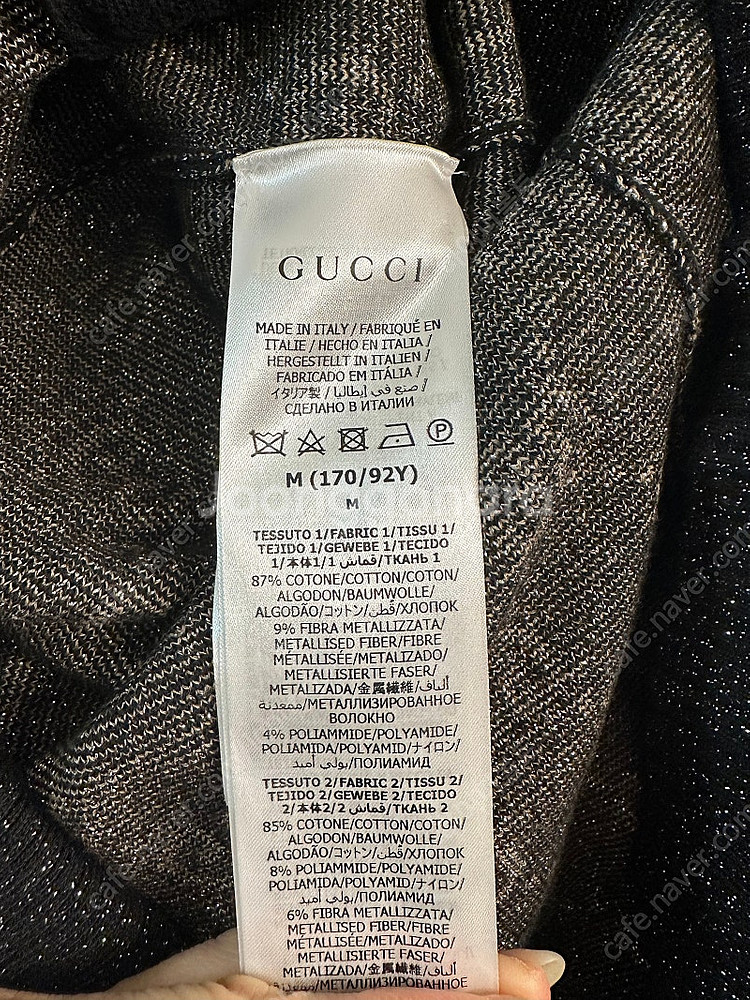 GUCCI
MADE IN ITALY / FABRIQUÉ EN
ITALIE / HECHO EN ITALIA /
HERGESTELLT IN ITALIEN /
FABRICADO EM ITÁLIA /
イタリア製 / صنع في إيطاليا /
СДЕЛАНО В ИТАЛИИ
P
M (170/92Y)
M
TESSUTO 1/FABRIC 1/TISSU 1/
TEJIDO 1/GEWEBE 1/TECIDO
1/本体1/1 قماش/ТКАНЬ 1
87% COTONE/COTTON/COTON/
ALGODON/BAUMWOLLE/
ALGODÃO/コットン/قطن/ХЛОПОК
9% FIBRA METALLIZZATA/
METALLISED FIBER/FIBRE
MÉTALLISÉE/METALIZADO/
METALLISIERTE FASER/
METALIZADA/金属繊維/ألياف
ممعدنة/МЕТАЛЛИЗИРОВАННОЕ
ВОЛОКНО
4% POLIAMMIDE/POLYAMIDE/
POLIAMIDA/POLYAMID/ナイロン/
بولي أميد/ПОЛИАМИД
TESSUTO 2/FABRIC 2/TISSU 2/
TEJIDO 2/GEWEBE 2/TECIDO
2/本体2/2 قماش/ТКАНЬ 2
85% COTONE/COTTON/COTON/
ALGODON/BAUMWOLLE/
ALGODÃO/コットン/قطن/ХЛОПОК
8% POLIAMMIDE/POLYAMIDE/
POLIAMIDA/POLYAMID/ナイロン/
بولي أميد/ПОЛИАМИД
6% FIBRA METALLIZZATA/
METALLISED FIBER/FIBRE
MÉTALLISÉE/METALIZADO/
METALLISIERTE FASER/
METALIZADA/金属繊維/ألياف
ممعدنة/МЕТАЛЛИЗИРОВАННОЕ
cafe.naver.com